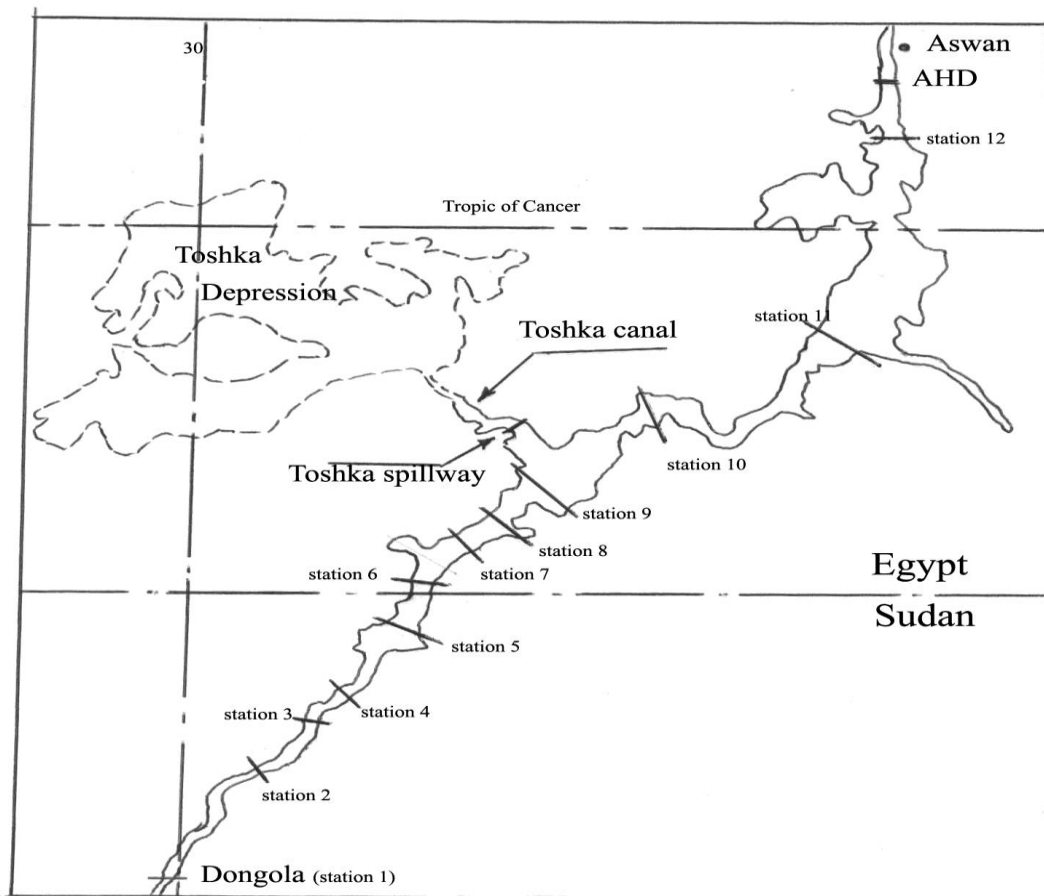 30
Aswan
AHD
station 12
Tropic of Cancer
Toshka
Depression
station 11
Toshka canal
station 10
Toshka spillway
station 9
station 8
station 7
station 6
Egypt
Sudan
station 5
station 4
station 3
station 2
Dongola (station 1)